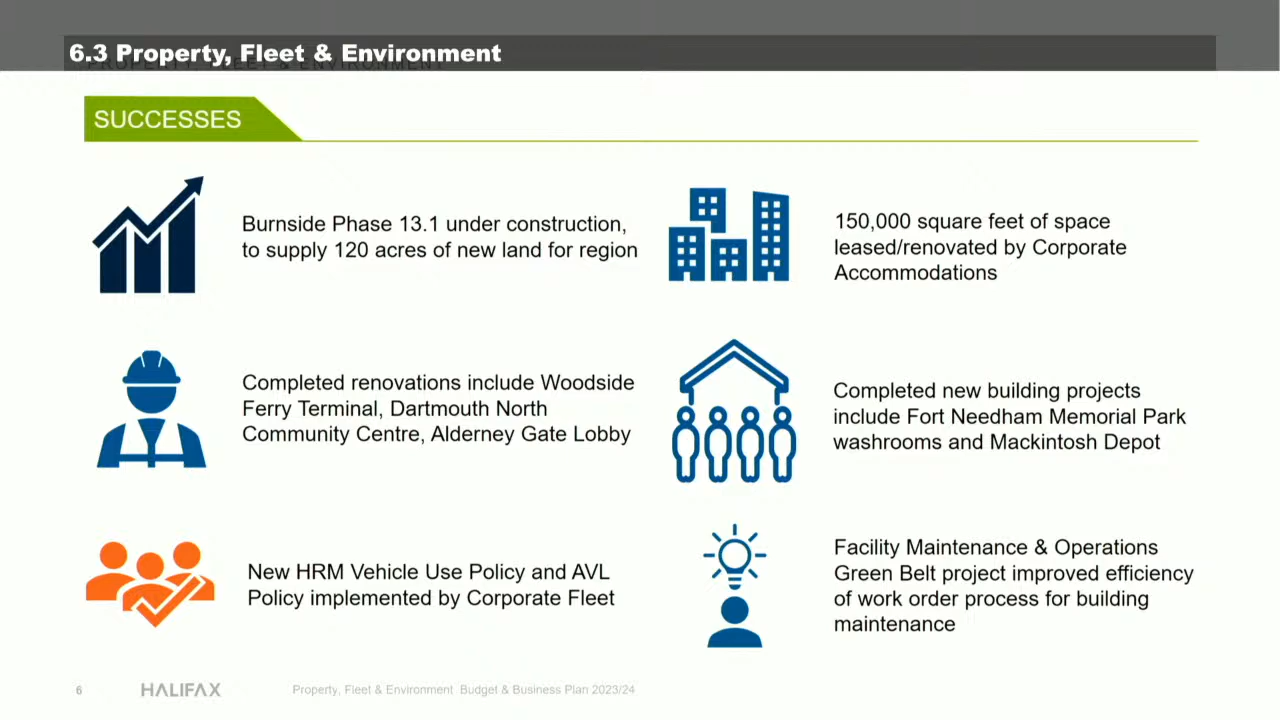 6.3 Property, Fleet & Environment
PROPERTY, FLEET & ENVIRONMENT
SUCCESSES
Burnside Phase 13.1 under construction,
to supply 120 acres of new land for region
150,000 square feet of space
leased/renovated by Corporate
Accommodations
Completed renovations include Woodside
Ferry Terminal, Dartmouth North
Community Centre, Alderney Gate Lobby
Completed new building projects
include Fort Needham Memorial Park
washrooms and Mackintosh Depot
New HRM Vehicle Use Policy and AVL
Policy implemented by Corporate Fleet
Facility Maintenance & Operations
Green Belt project improved efficiency
of work order process for building
maintenance
6
HALIFAX
Property, Fleet & Environment Budget & Business Plan 2023/24